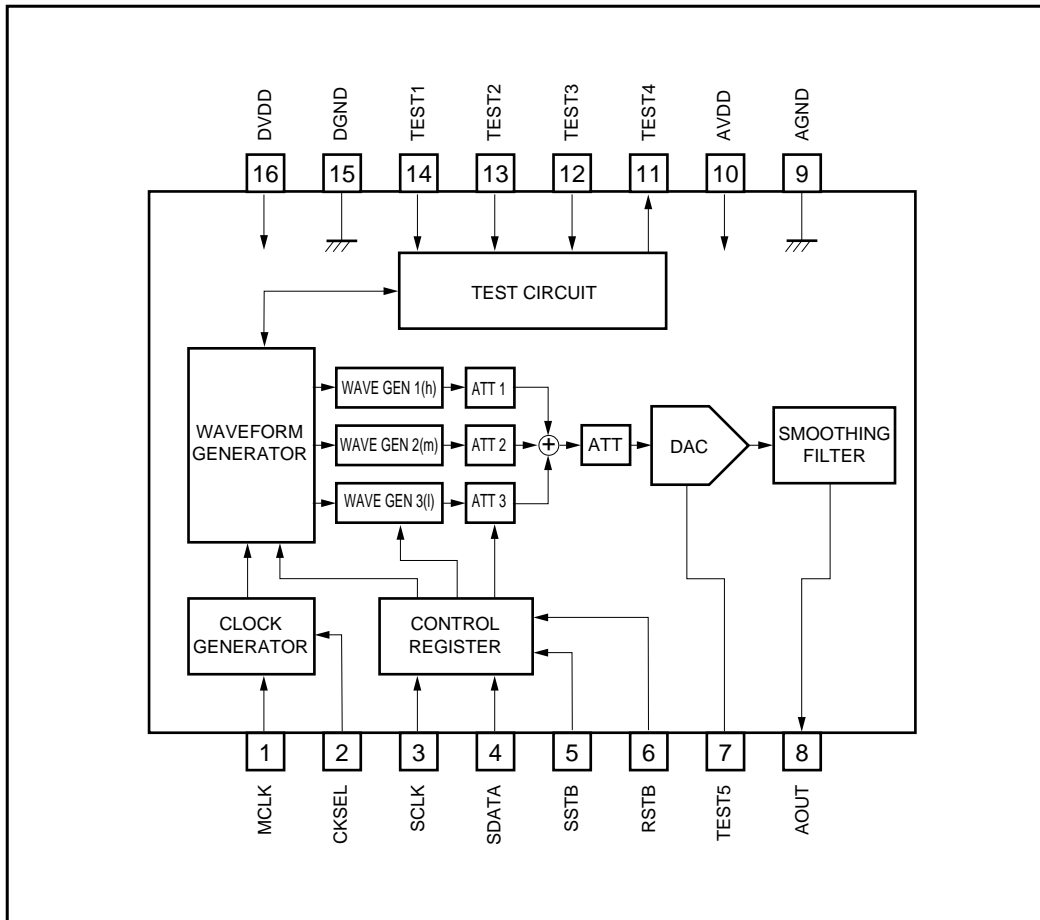 DVDD
DGND
TEST1
TEST2
TEST3
TEST4
AVDD
AGND
16
15
14
13
12
11
10
9
TEST CIRCUIT
WAVEFORM
GENERATOR
WAVE GEN 1(h)
ATT 1
WAVE GEN 2(m)
ATT 2
WAVE GEN 3(l)
ATT 3
+
ATT
DAC
SMOOTHING
FILTER
CLOCK
GENERATOR
CONTROL
REGISTER
1
2
3
4
5
6
7
8
MCLK
CKSEL
SCLK
SDATA
SSTB
RSTB
TEST5
AOUT